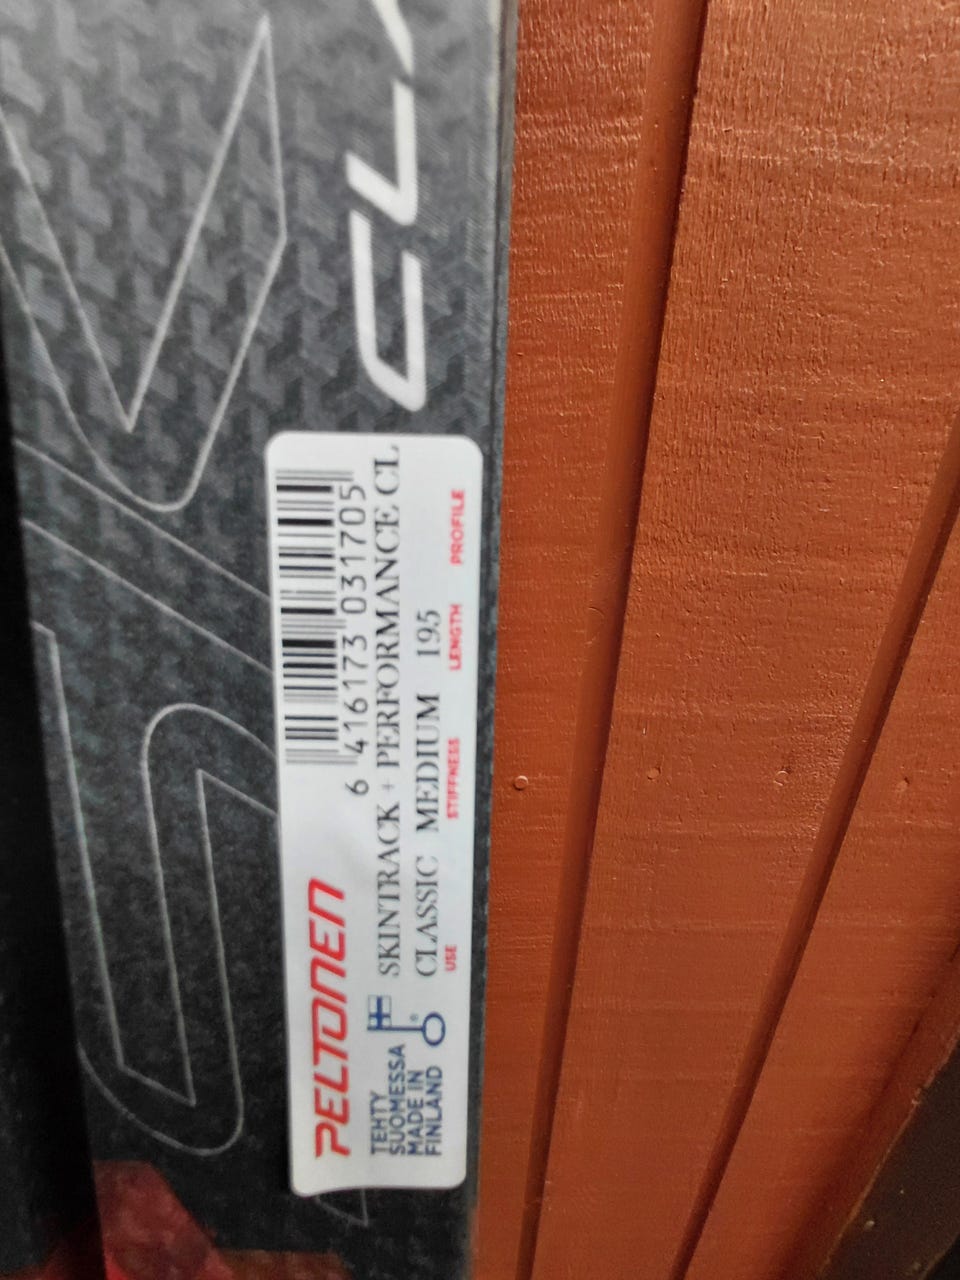 CLA
6 416173 031705
PELTONEN
SKINTRACK + PERFORMANCE CL
CLASSIC MEDIUM 195
USE STIFFNESS LENGTH PROFILE
TEHTY
SUOMESSA
MADE IN
FINLAND